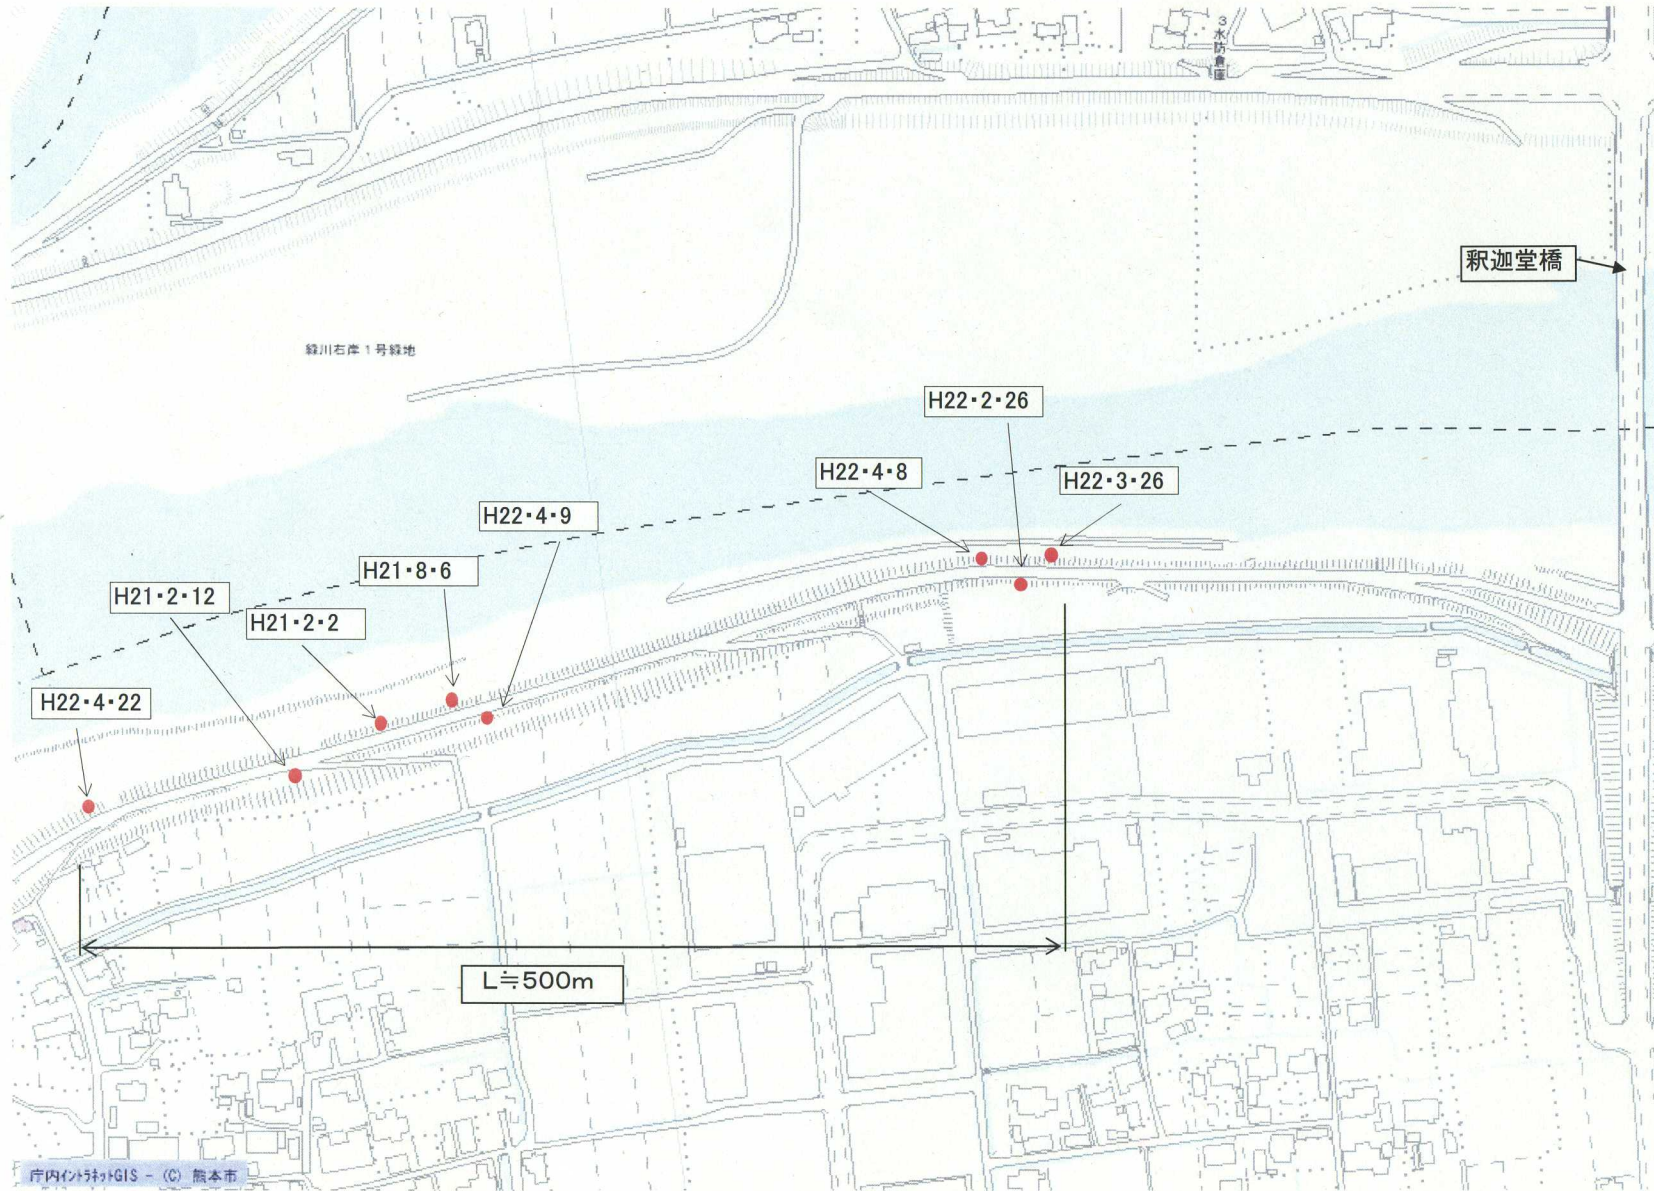 3水防倉庫
釈迦堂橋
緑川右岸1号緑地
H22・2・26
H22・4・8
H22・3・26
H22・4・9
H21・8・6
H21・2・12
H21・2・2
H22・4・22
L≒500m
庁内イントラネットGIS - (C) 熊本市